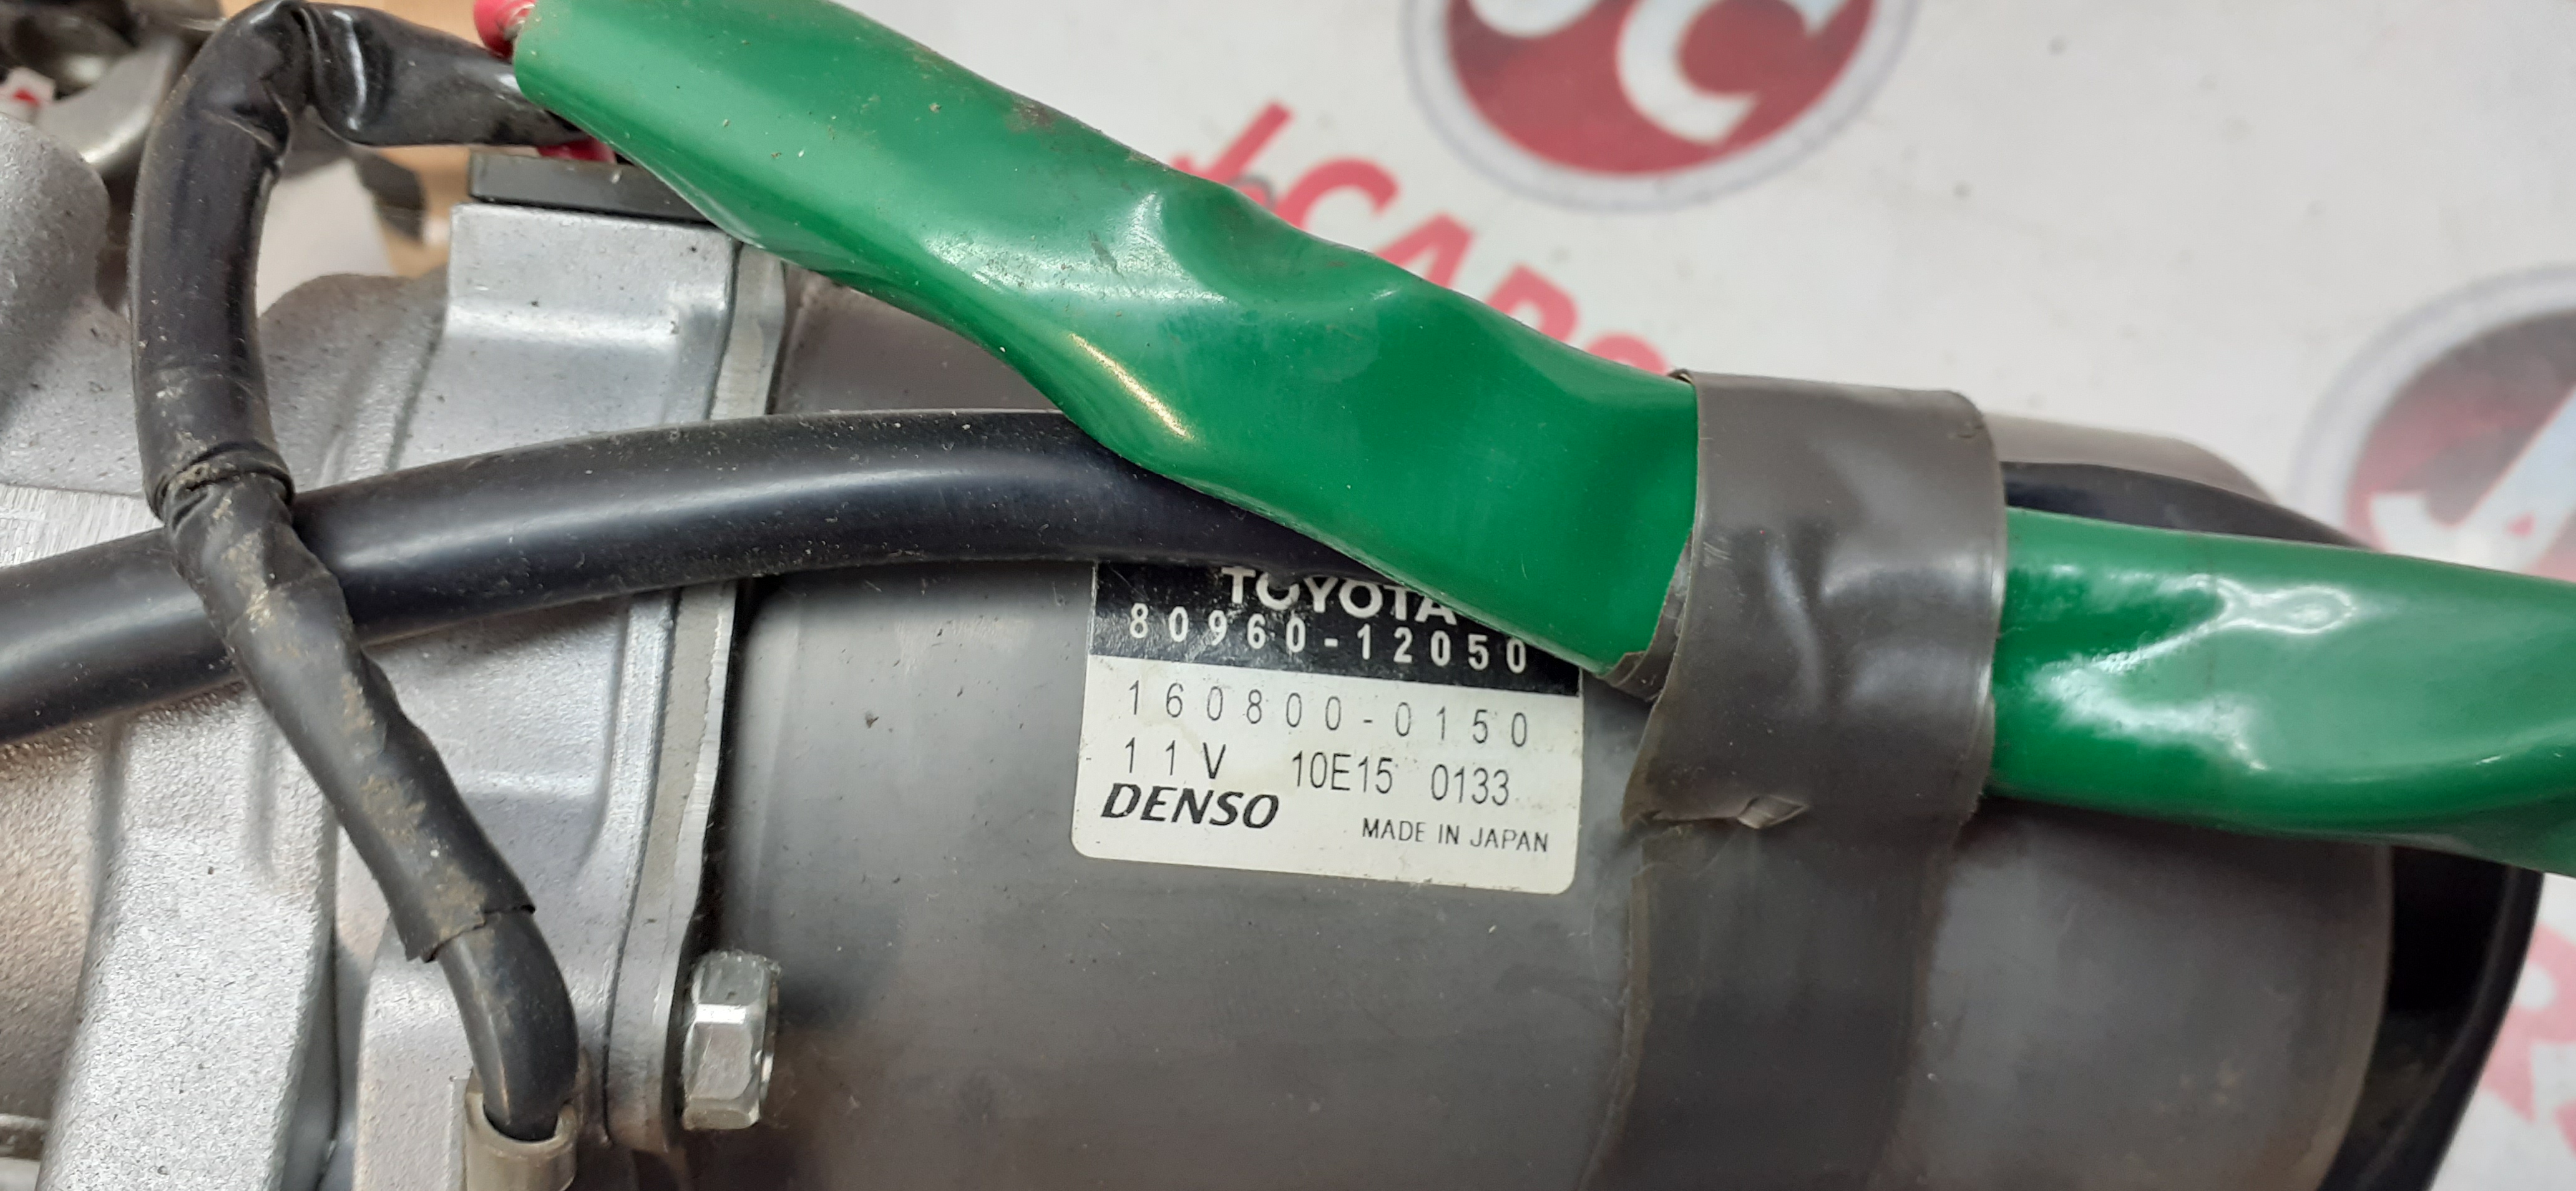 TOYOTA
80960-12050
160800-0150
11V 10E15 0133
DENSO
MADE IN JAPAN